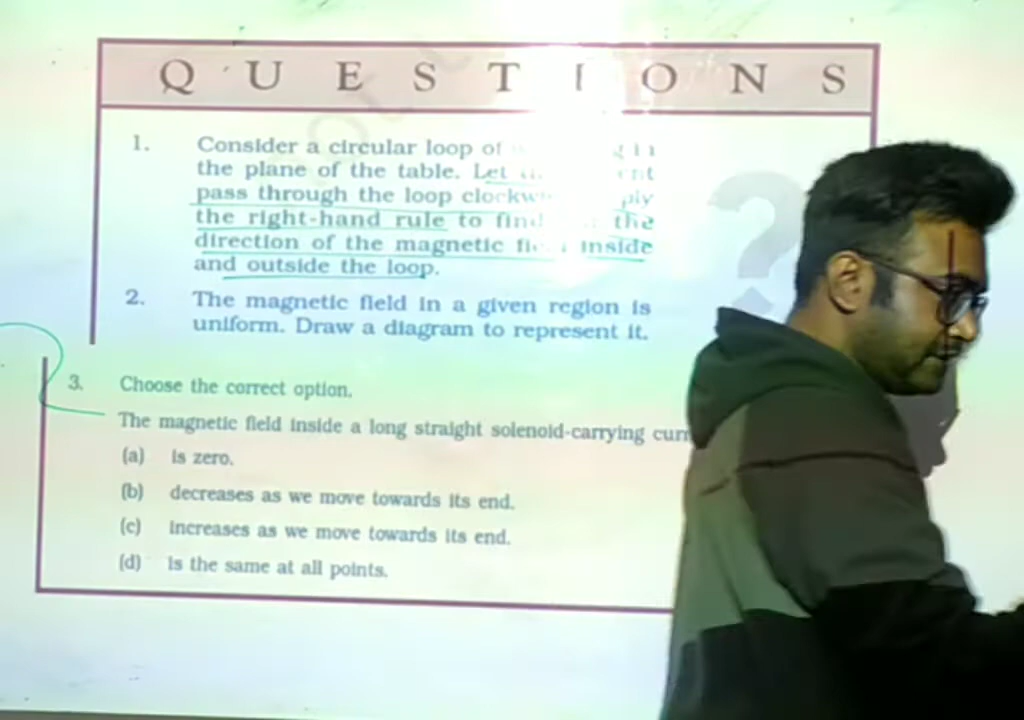 QUESTIONS
1. Consider a circular loop of
the plane of the table. Let
pass through the loop
the right-hand rule to the
direction of the magnetic inside
and outside the loop.
2. The magnetic field in a given region is
uniform. Draw a diagram to represent it.
3. Choose the correct option.
The magnetic field inside a long straight solenoid-carrying
(a) is zero.
(b) decreases as we move towards its end.
(c) increases as we move towards its end.
(d) is the same at all points.